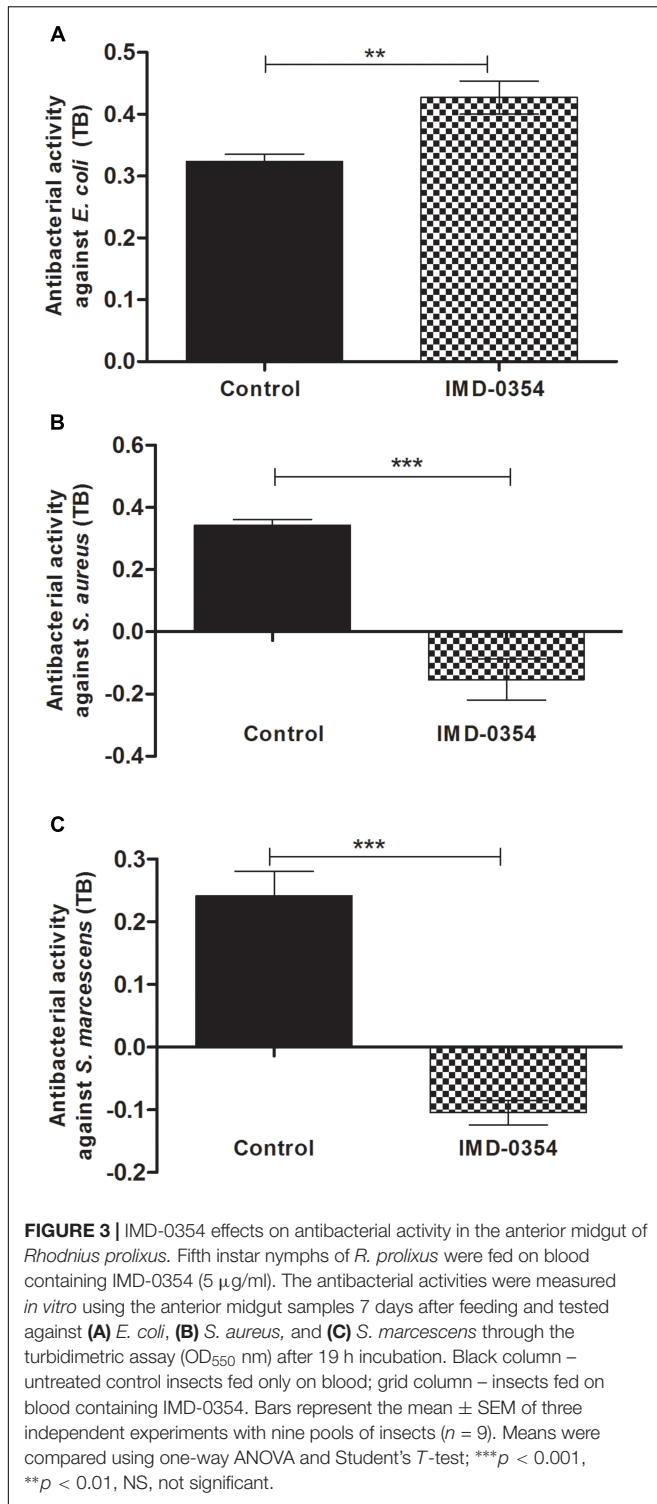 A
Antibacterial activity
against E. coli (TB)
0.5
0.4
0.3
0.2
0.1
0.0
**
Control IMD-0354
B
Antibacterial activity
against S. aureus (TB)
0.6
0.4
0.2
0.0
-0.2
-0.4
***
Control IMD-0354
C
Antibacterial activity
against S. marcescens (TB)
0.3
0.2
0.1
0.0
-0.1
-0.2
***
Control IMD-0354
FIGURE 3 | IMD-0354 effects on antibacterial activity in the anterior midgut of
Rhodnius prolixus. Fifth instar nymphs of R. prolixus were fed on blood
containing IMD-0354 (5 μg/ml). The antibacterial activities were measured
in vitro using the anterior midgut samples 7 days after feeding and tested
against (A) E. coli, (B) S. aureus, and (C) S. marcescens through the
turbidimetric assay (OD550 nm) after 19 h incubation. Black column –
untreated control insects fed only on blood; grid column – insects fed on
blood containing IMD-0354. Bars represent the mean ± SEM of three
independent experiments with nine pools of insects (n = 9). Means were
compared using one-way ANOVA and Student's T-test; ***p < 0.001,
**p < 0.01, NS, not significant.